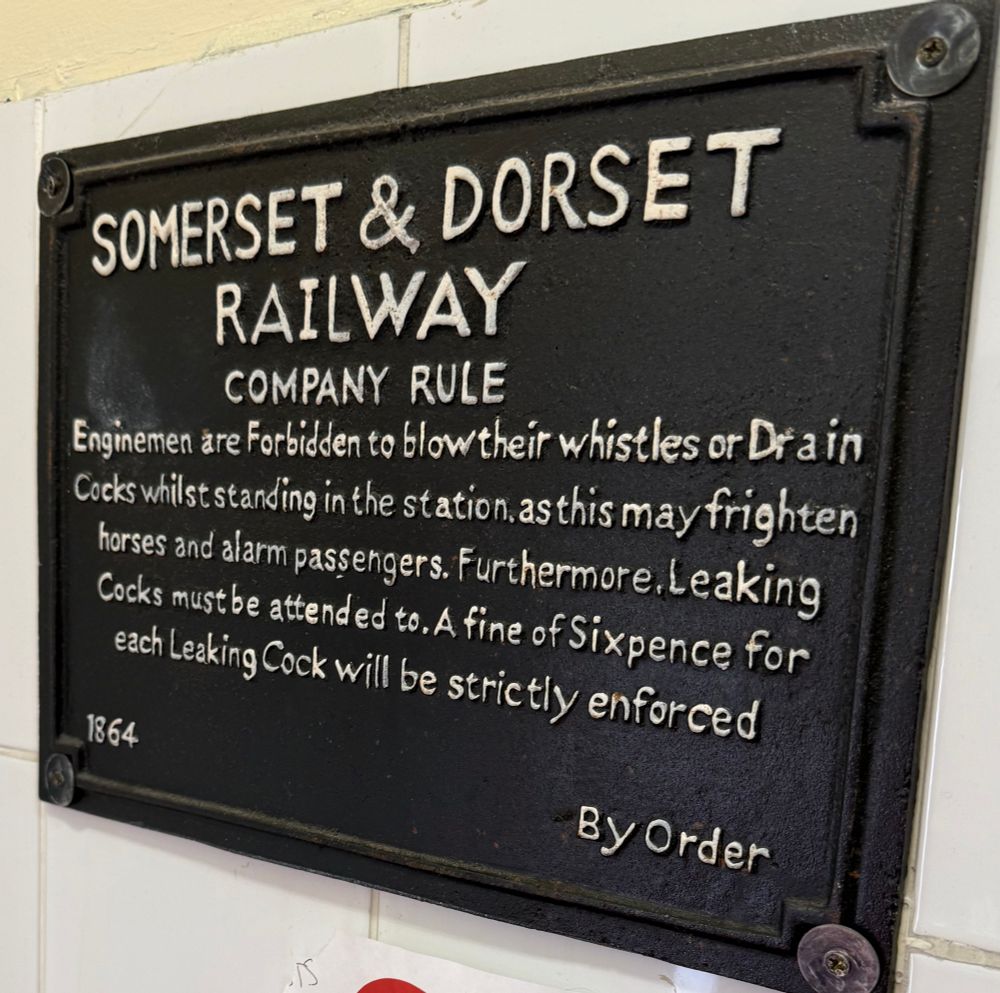 SOMERSET & DORSET
RAILWAY
COMPANY RULE
Enginemen are Forbidden to blow their whistles or Drain
Cocks whilst standing in the station, as this may frighten
horses and alarm passengers. Furthermore, Leaking
Cocks must be attended to. A fine of Sixpence for
each Leaking Cock will be strictly enforced
1864
By Order